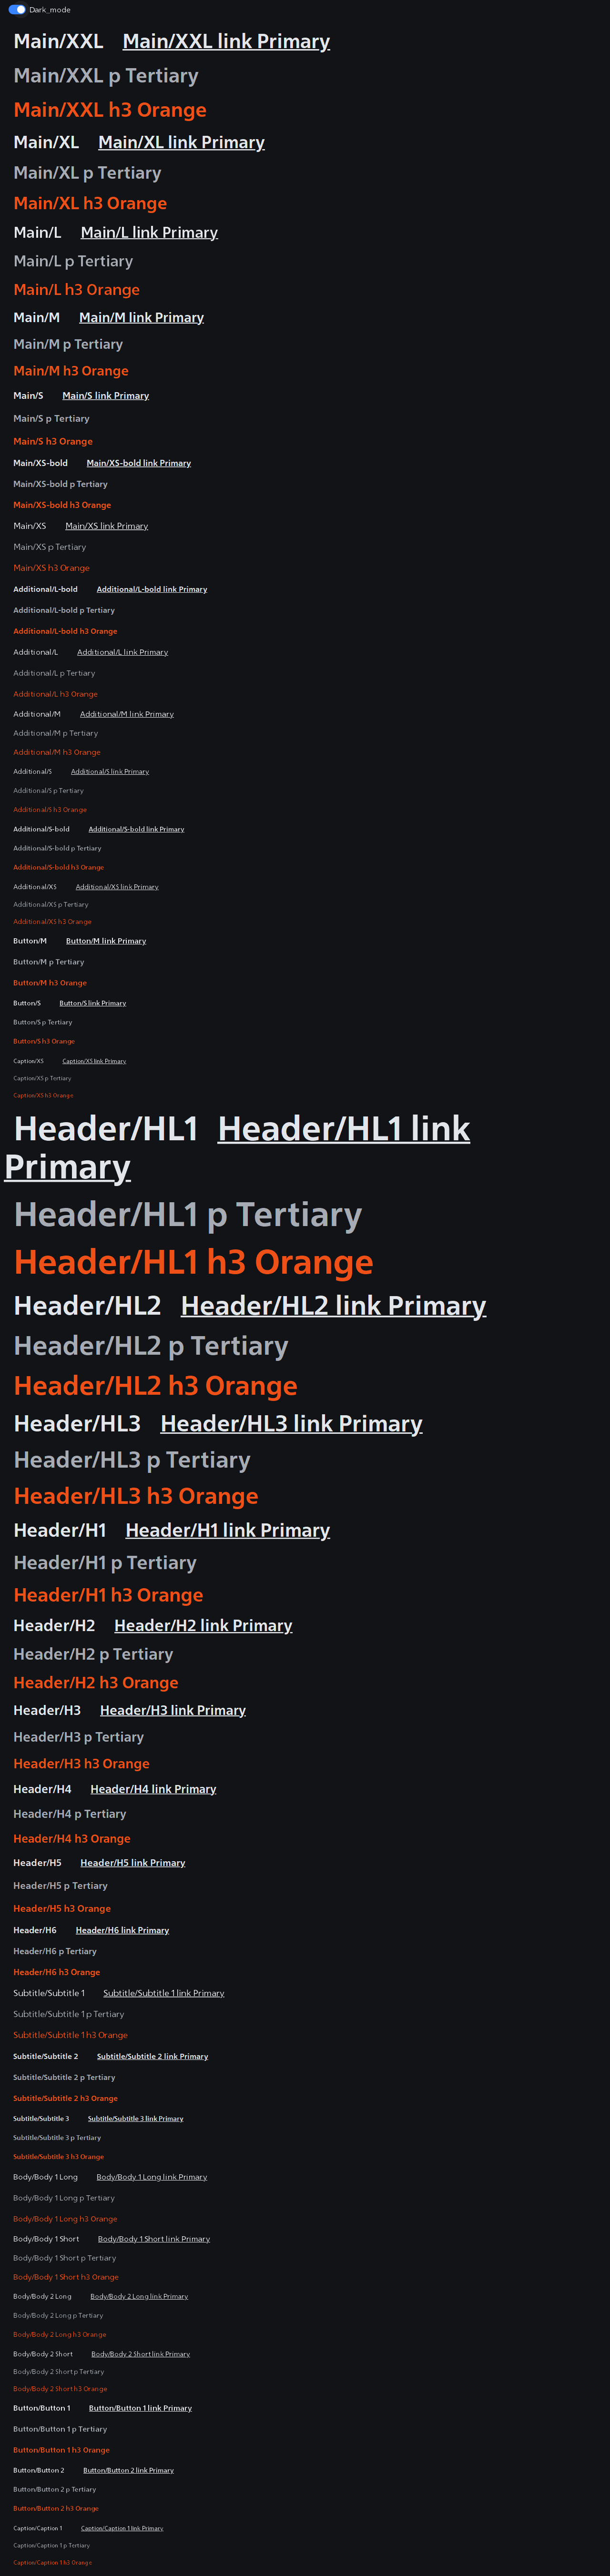 Dark_mode
Main/XXL Main/XXL link Primary
Main/XXL p Tertiary
Main/XXL h3 Orange
Main/XL Main/XL link Primary
Main/XL p Tertiary
Main/XL h3 Orange
Main/L Main/L link Primary
Main/L p Tertiary
Main/L h3 Orange
Main/M Main/M link Primary
Main/M p Tertiary
Main/M h3 Orange
Main/S Main/S link Primary
Main/S p Tertiary
Main/S h3 Orange
Main/XS-bold Main/XS-bold link Primary
Main/XS-bold p Tertiary
Main/XS-bold h3 Orange
Main/XS Main/XS link Primary
Main/XS p Tertiary
Main/XS h3 Orange
Additional/L-bold Additional/L-bold link Primary
Additional/L-bold p Tertiary
Additional/L-bold h3 Orange
Additional/L Additional/L link Primary
Additional/L p Tertiary
Additional/L h3 Orange
Additional/M Additional/M link Primary
Additional/M p Tertiary
Additional/M h3 Orange
Additional/S Additional/S link Primary
Additional/S p Tertiary
Additional/S h3 Orange
Additional/S-bold Additional/S-bold link Primary
Additional/S-bold p Tertiary
Additional/S-bold h3 Orange
Additional/XS Additional/XS link Primary
Additional/XS p Tertiary
Additional/XS h3 Orange
Button/M Button/M link Primary
Button/M p Tertiary
Button/M h3 Orange
Button/S Button/S link Primary
Button/S p Tertiary
Button/S h3 Orange
Caption/XS Caption/XS link Primary
Caption/XS p Tertiary
Caption/XS h3 Orange
Header/HL1 Header/HL1 link
Primary
Header/HL1 p Tertiary
Header/HL1 h3 Orange
Header/HL2 Header/HL2 link Primary
Header/HL2 p Tertiary
Header/HL2 h3 Orange
Header/HL3 Header/HL3 link Primary
Header/HL3 p Tertiary
Header/HL3 h3 Orange
Header/H1 Header/H1 link Primary
Header/H1 p Tertiary
Header/H1 h3 Orange
Header/H2 Header/H2 link Primary
Header/H2 p Tertiary
Header/H2 h3 Orange
Header/H3 Header/H3 link Primary
Header/H3 p Tertiary
Header/H3 h3 Orange
Header/H4 Header/H4 link Primary
Header/H4 p Tertiary
Header/H4 h3 Orange
Header/H5 Header/H5 link Primary
Header/H5 p Tertiary
Header/H5 h3 Orange
Header/H6 Header/H6 link Primary
Header/H6 p Tertiary
Header/H6 h3 Orange
Subtitle/Subtitle 1 Subtitle/Subtitle 1 link Primary
Subtitle/Subtitle 1 p Tertiary
Subtitle/Subtitle 1 h3 Orange
Subtitle/Subtitle 2 Subtitle/Subtitle 2 link Primary
Subtitle/Subtitle 2 p Tertiary
Subtitle/Subtitle 2 h3 Orange
Subtitle/Subtitle 3 Subtitle/Subtitle 3 link Primary
Subtitle/Subtitle 3 p Tertiary
Subtitle/Subtitle 3 h3 Orange
Body/Body 1 Long Body/Body 1 Long link Primary
Body/Body 1 Long p Tertiary
Body/Body 1 Long h3 Orange
Body/Body 1 Short Body/Body 1 Short link Primary
Body/Body 1 Short p Tertiary
Body/Body 1 Short h3 Orange
Body/Body 2 Long Body/Body 2 Long link Primary
Body/Body 2 Long p Tertiary
Body/Body 2 Long h3 Orange
Body/Body 2 Short Body/Body 2 Short link Primary
Body/Body 2 Short p Tertiary
Body/Body 2 Short h3 Orange
Button/Button 1 Button/Button 1 link Primary
Button/Button 1 p Tertiary
Button/Button 1 h3 Orange
Button/Button 2 Button/Button 2 link Primary
Button/Button 2 p Tertiary
Button/Button 2 h3 Orange
Caption/Caption 1 Caption/Caption 1 link Primary
Caption/Caption 1 p Tertiary
Caption/Caption 1 h3 Orange